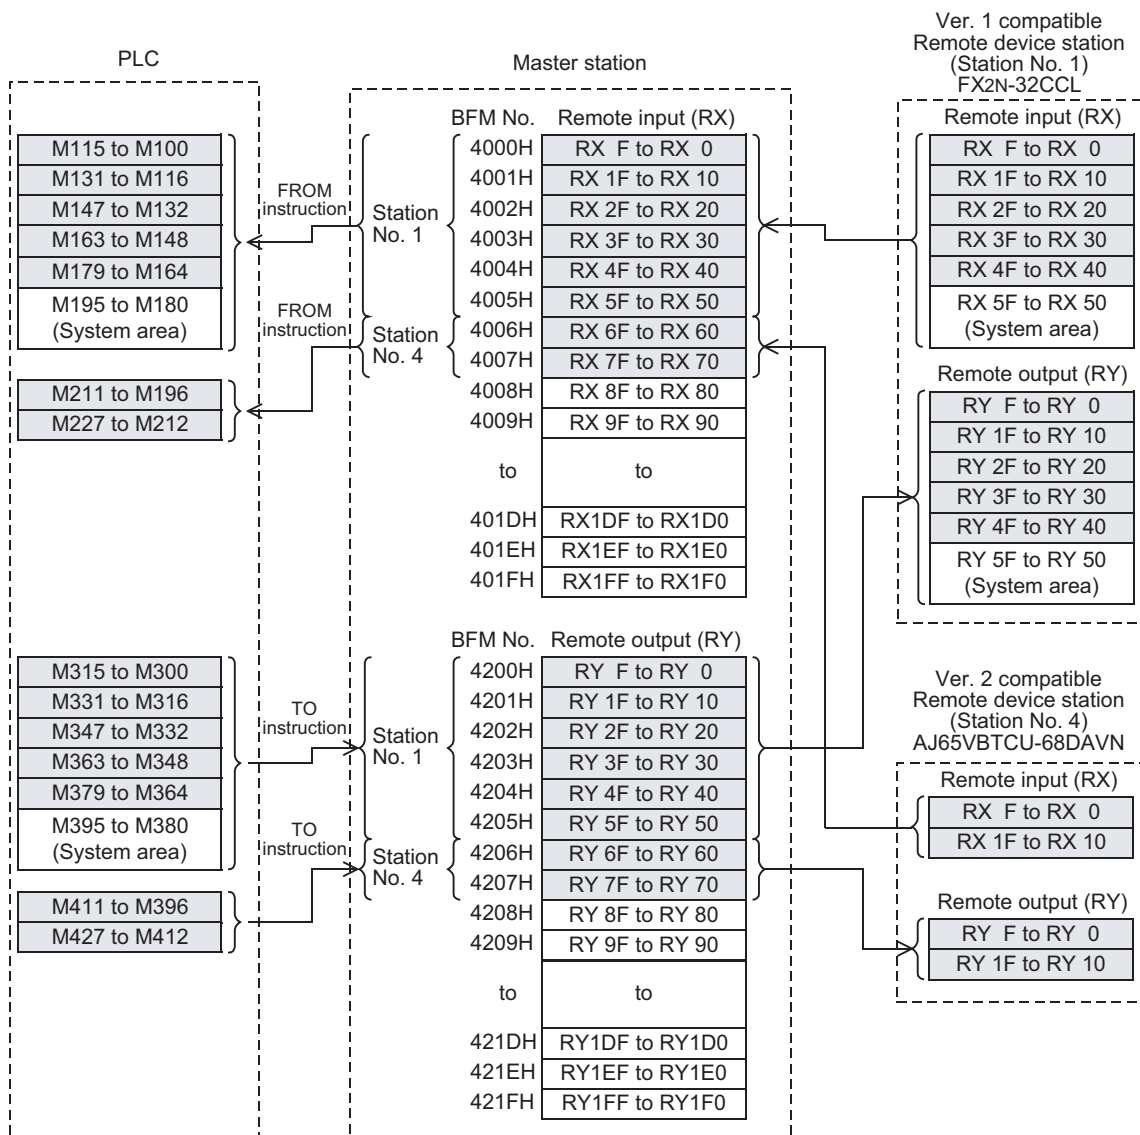 PLC
M115 to M100
M131 to M116
M147 to M132
M163 to M148
M179 to M164
M195 to M180
(System area)
M211 to M196
M227 to M212
M315 to M300
M331 to M316
M347 to M332
M363 to M348
M379 to M364
M395 to M380
(System area)
M411 to M396
M427 to M412
FROM
instruction
FROM
instruction
TO
instruction
TO
instruction
Master station
Station
No. 1
Station
No. 4
BFM No. Remote input (RX)
4000H RX F to RX 0
4001H RX 1F to RX 10
4002H RX 2F to RX 20
4003H RX 3F to RX 30
4004H RX 4F to RX 40
4005H RX 5F to RX 50
4006H RX 6F to RX 60
4007H RX 7F to RX 70
4008H RX 8F to RX 80
4009H RX 9F to RX 90
to to
401DH RX1DF to RX1D0
401EH RX1EF to RX1E0
401FH RX1FF to RX1F0
Station
No. 1
Station
No. 4
BFM No. Remote output (RY)
4200H RY F to RY 0
4201H RY 1F to RY 10
4202H RY 2F to RY 20
4203H RY 3F to RY 30
4204H RY 4F to RY 40
4205H RY 5F to RY 50
4206H RY 6F to RY 60
4207H RY 7F to RY 70
4208H RY 8F to RY 80
4209H RY 9F to RY 90
to to
421DH RY1DF to RY1D0
421EH RY1EF to RY1E0
421FH RY1FF to RY1F0
Ver. 1 compatible
Remote device station
(Station No. 1)
FX2N-32CCL
Remote input (RX)
RX F to RX 0
RX 1F to RX 10
RX 2F to RX 20
RX 3F to RX 30
RX 4F to RX 40
RX 5F to RX 50
(System area)
Remote output (RY)
RY F to RY 0
RY 1F to RY 10
RY 2F to RY 20
RY 3F to RY 30
RY 4F to RY 40
RY 5F to RY 50
(System area)
Ver. 2 compatible
Remote device station
(Station No. 4)
AJ65VBTCU-68DAVN
Remote input (RX)
RX F to RX 0
RX 1F to RX 10
Remote output (RY)
RY F to RY 0
RY 1F to RY 10